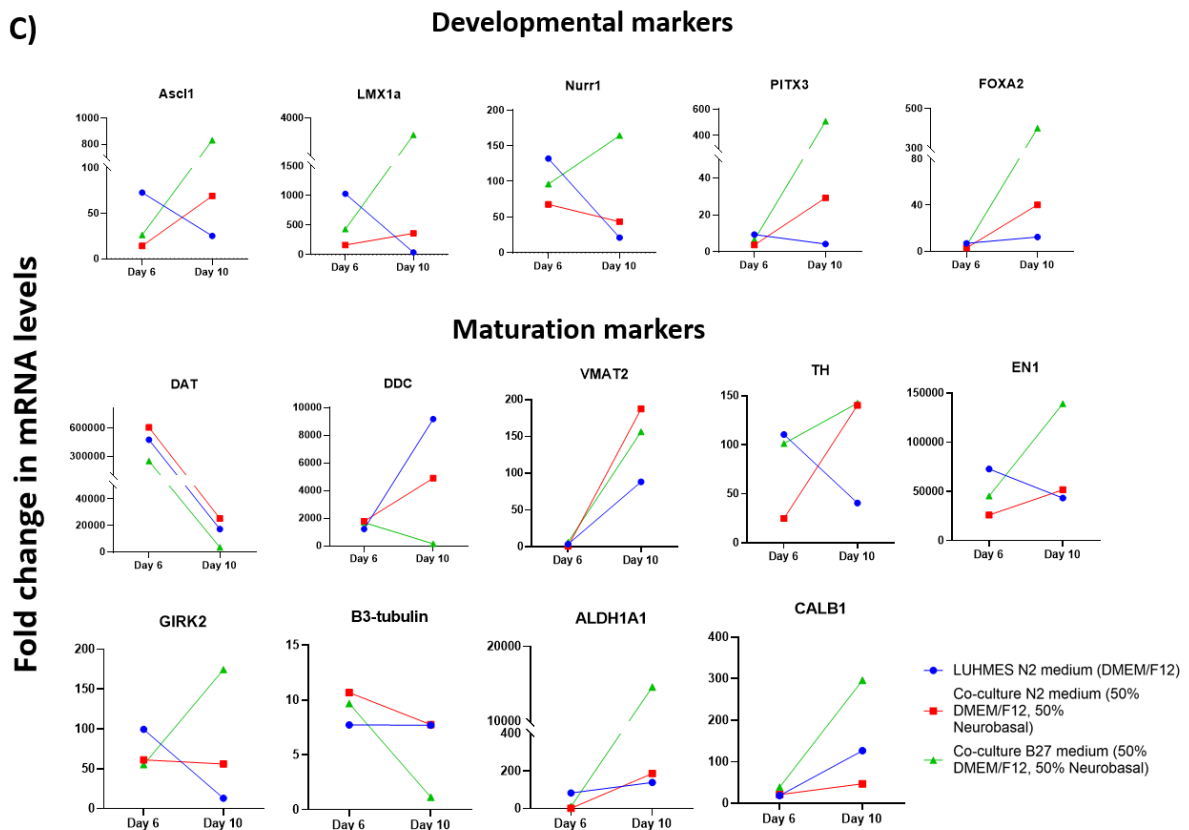 C)
Developmental markers
Fold change in mRNA levels
Ascl1
1000
800
600
100
50
0
Day 6 Day 10
LMX1a
4000
1500
1000
500
0
Day 6 Day 10
Nurr1
200
150
100
50
0
Day 6 Day 10
PITX3
600
400
200
40
20
0
Day 6 Day 10
FOXA2
500
300
80
40
0
Day 6 Day 10
Maturation markers
DAT
600000
300000
40000
20000
0
Day 6 Day 10
DDC
10000
8000
6000
4000
2000
0
Day 6 Day 10
VMAT2
200
150
100
50
0
Day 6 Day 10
TH
150
100
50
0
Day 6 Day 10
EN1
150000
100000
50000
0
Day 6 Day 10
GIRK2
200
150
100
50
0
Day 6 Day 10
B3-tubulin
15
10
5
0
Day 6 Day 10
ALDH1A1
20000
10000
400
200
0
Day 6 Day 10
CALB1
400
300
200
100
0
Day 6 Day 10
LUHMES N2 medium (DMEM/F12)
Co-culture N2 medium (50%
DMEM/F12, 50%
Neurobasal)
Co-culture B27 medium (50%
DMEM/F12, 50% Neurobasal)